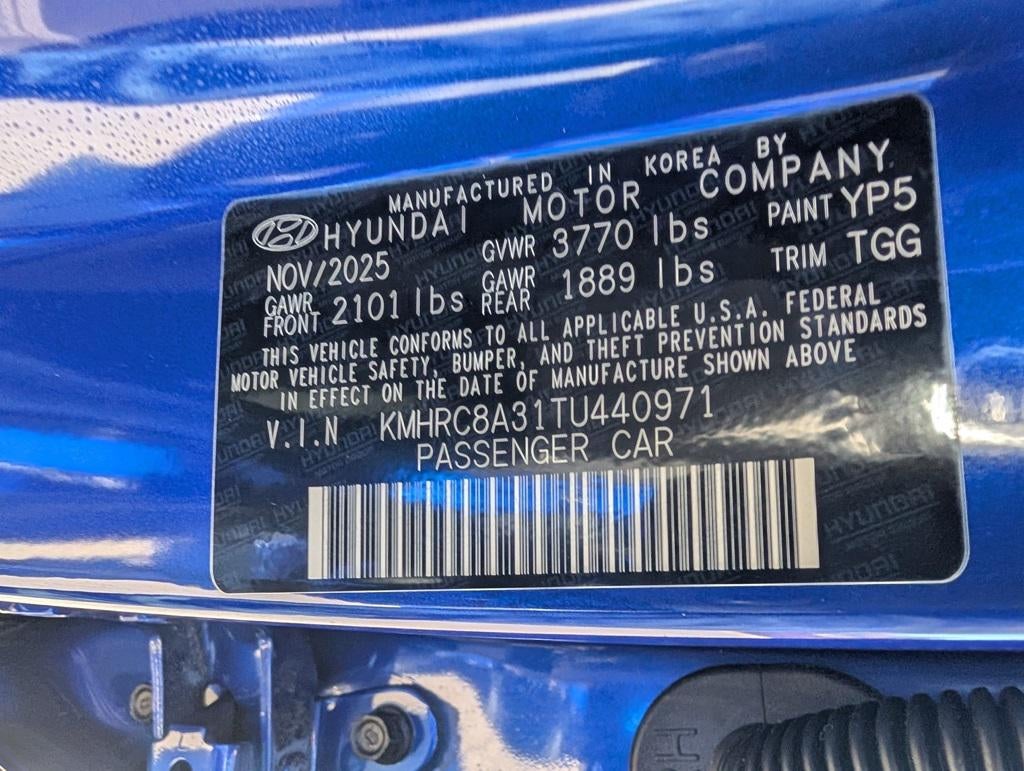 MANUFACTURED IN KOREA BY
HYUNDAI MOTOR COMPANY
NOV/2025 GVWR 3770 lbs PAINT YP5
GAWR FRONT 2101 lbs GAWR REAR 1889 lbs TRIM TGG
THIS VEHICLE CONFORMS TO ALL APPLICABLE U.S.A. FEDERAL
MOTOR VEHICLE SAFETY, BUMPER, AND THEFT PREVENTION STANDARDS
IN EFFECT ON THE DATE OF MANUFACTURE SHOWN ABOVE
V.I.N KMHRC8A31TU440971
PASSENGER CAR